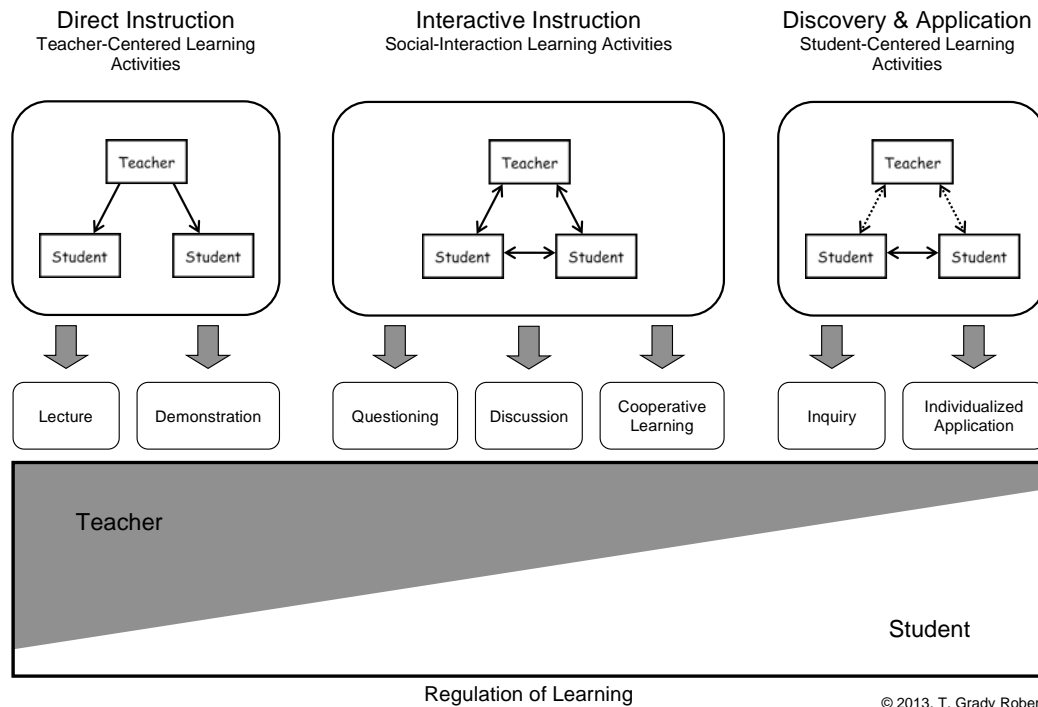 Direct Instruction
Teacher-Centered Learning
Activities
Interactive Instruction
Social-Interaction Learning Activities
Discovery & Application
Student-Centered Learning
Activities
Teacher
Student
Student
Teacher
Student
Student
Teacher
Student
Student
Lecture
Demonstration
Questioning
Discussion
Cooperative
Learning
Inquiry
Individualized
Application
Teacher
Student
Regulation of Learning
© 2013, T. Grady Rober